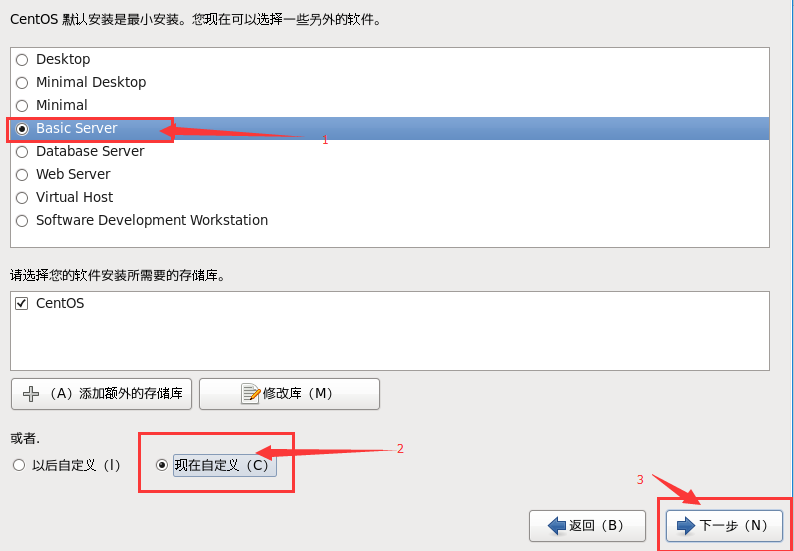 CentOS 默认安装是最小安装。您现在可以选择一些另外的软件。
Desktop
Minimal Desktop
Minimal
Basic Server
1
Database Server
Web Server
Virtual Host
Software Development Workstation
请选择您的软件安装所需要的存储库。
CentOS
（A）添加额外的存储库 修改库（M）
或者.
以后自定义（l） 现在自定义（C） 2
3
返回（B） 下一步（N）